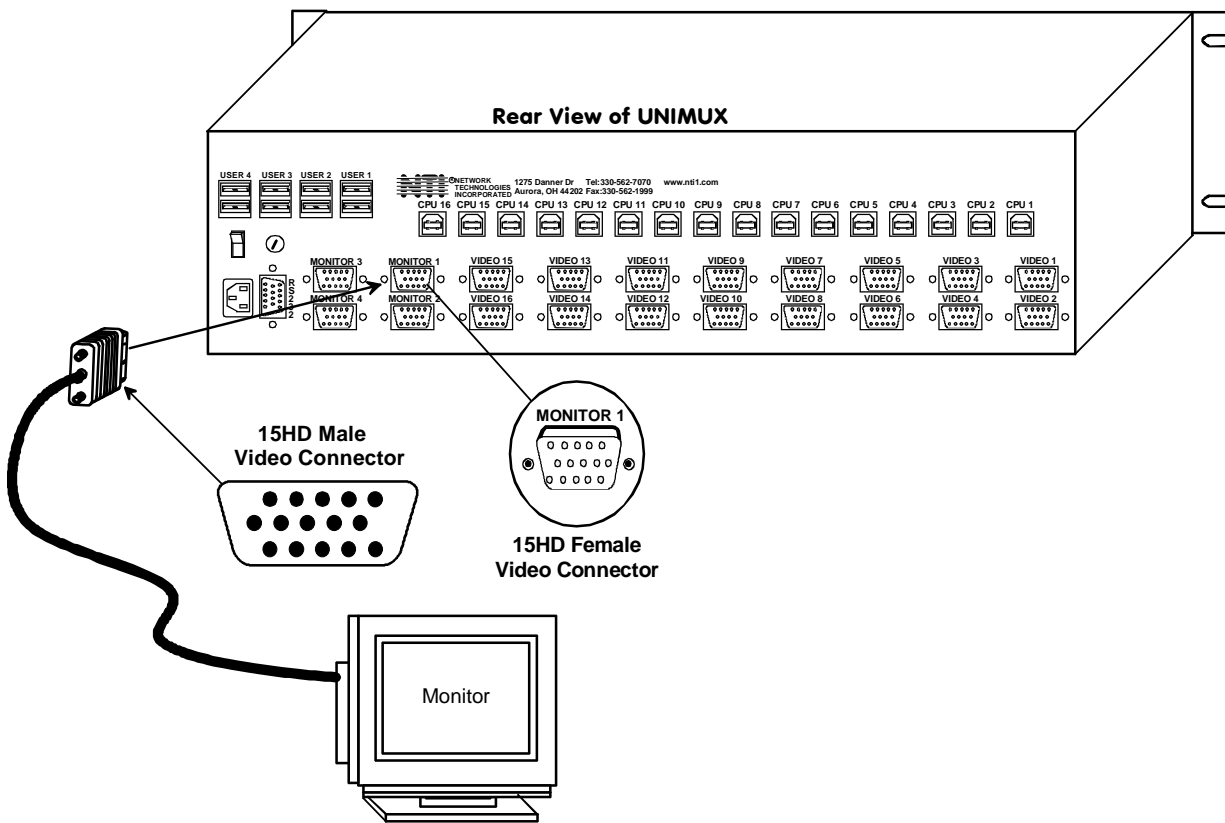 Rear View of UNIMUX
USER 4 USER 3 USER 2 USER 1
NTI
®NETWORK
TECHNOLOGIES
INCORPORATED
1275 Danner Dr Tel:330-562-7070 www.nti1.com
Aurora, OH 44202 Fax:330-562-1999
CPU 16 CPU 15 CPU 14 CPU 13 CPU 12 CPU 11 CPU 10 CPU 9 CPU 8 CPU 7 CPU 6 CPU 5 CPU 4 CPU 3 CPU 2 CPU 1
MONITOR 3 MONITOR 1 VIDEO 15 VIDEO 13 VIDEO 11 VIDEO 9 VIDEO 7 VIDEO 5 VIDEO 3 VIDEO 1
RS232
MONITOR 4 MONITOR 2 VIDEO 16 VIDEO 14 VIDEO 12 VIDEO 10 VIDEO 8 VIDEO 6 VIDEO 4 VIDEO 2
MONITOR 1
15HD Male
Video Connector
15HD Female
Video Connector
Monitor